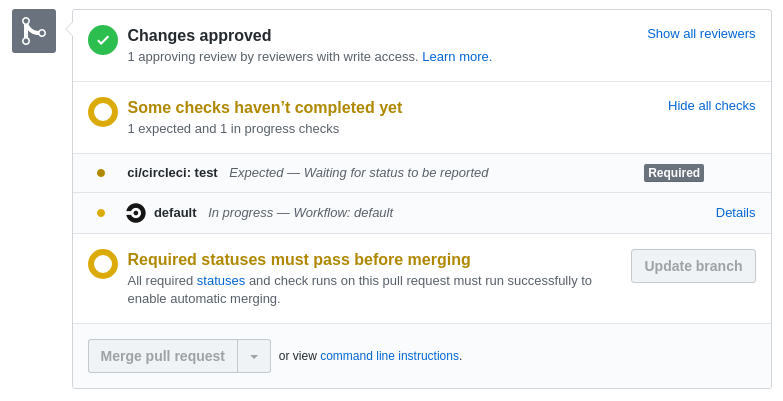 Changes approved
Show all reviewers
1 approving review by reviewers with write access. Learn more.
Some checks haven’t completed yet
Hide all checks
1 expected and 1 in progress checks
ci/circleci: test Expected — Waiting for status to be reported Required
default In progress — Workflow: default Details
Required statuses must pass before merging
Update branch
All required statuses and check runs on this pull request must run successfully to
enable automatic merging.
Merge pull request or view command line instructions.